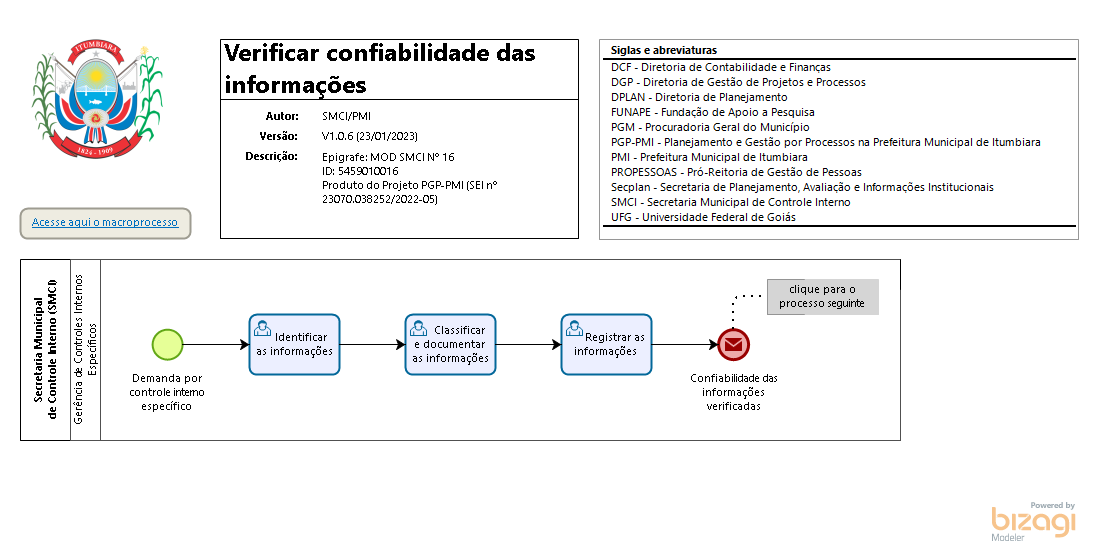 ITUMBIARA
1824 - 1909
Acesse aqui o macroprocesso
Verificar confiabilidade das
informações
Autor: SMCI/PMI
Versão: V1.0.6 (23/01/2023)
Descrição: Epigrafe: MOD SMCI Nº 16
ID: 5459010016
Produto do Projeto PGP-PMI (SEI nº
23070.038252/2022-05)
Siglas e abreviaturas
DCF - Diretoria de Contabilidade e Finanças
DGP - Diretoria de Gestão de Projetos e Processos
DPLAN - Diretoria de Planejamento
FUNAPE - Fundação de Apoio a Pesquisa
PGM - Procuradoria Geral do Município
PGP-PMI - Planejamento e Gestão por Processos na Prefeitura Municipal de Itumbiara
PMI - Prefeitura Municipal de Itumbiara
PROPESSOAS - Pró-Reitoria de Gestão de Pessoas
Secplan - Secretaria de Planejamento, Avaliação e Informações Institucionais
SMCI - Secretaria Municipal de Controle Interno
UFG - Universidade Federal de Goiás
Secretaria Municipal
de Controle Interno (SMCI)
Gerência de Controles Internos
Específicos
Demanda por
controle interno
específico
Identificar
as informações
Classificar
e documentar
as informações
Registrar as
informações
clique para o
processo seguinte
Confiabilidade das
informações
verificadas
Powered by
bizagi
Modeler